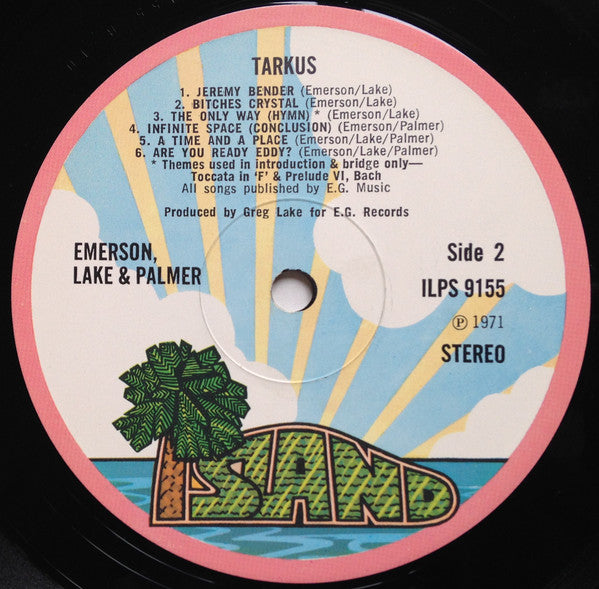 TARKUS
1. JEREMY BENDER (Emerson/Lake)
2. BITCHES CRYSTAL (Emerson/Lake)
3. THE ONLY WAY (HYMN) * (Emerson/Lake)
4. INFINITE SPACE (CONCLUSION) (Emerson/Palmer)
5. A TIME AND A PLACE (Emerson/Lake/Palmer)
6. ARE YOU READY EDDY? (Emerson/Lake/Palmer)
* Themes used in introduction & bridge only—
Toccata in 'F' & Prelude VI, Bach
All songs published by E.G. Music
Produced by Greg Lake for E.G. Records
EMERSON,
LAKE & PALMER
Side 2
ILPS 9155
℗ 1971
STEREO
ISLAND